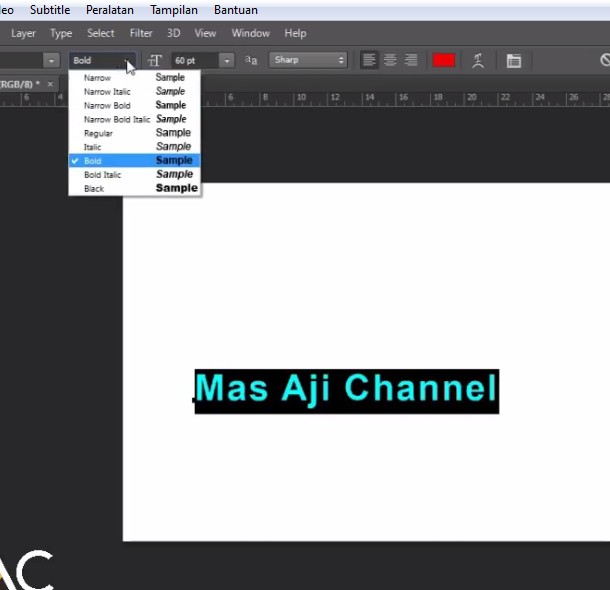 Subtitle Peralatan Tampilan Bantuan
Layer Type Select Filter 3D View Window Help
Bold 60 pt Sharp
(RGB/8) * ×
Narrow Sample
Narrow Italic Sample
Narrow Bold Sample
Narrow Bold Italic Sample
Regular Sample
Italic Sample
Bold Sample
Bold Italic Sample
Black Sample
6 4 6 8 10 12 14 16 18 20 22 24 26 28
Mas Aji Channel
AC